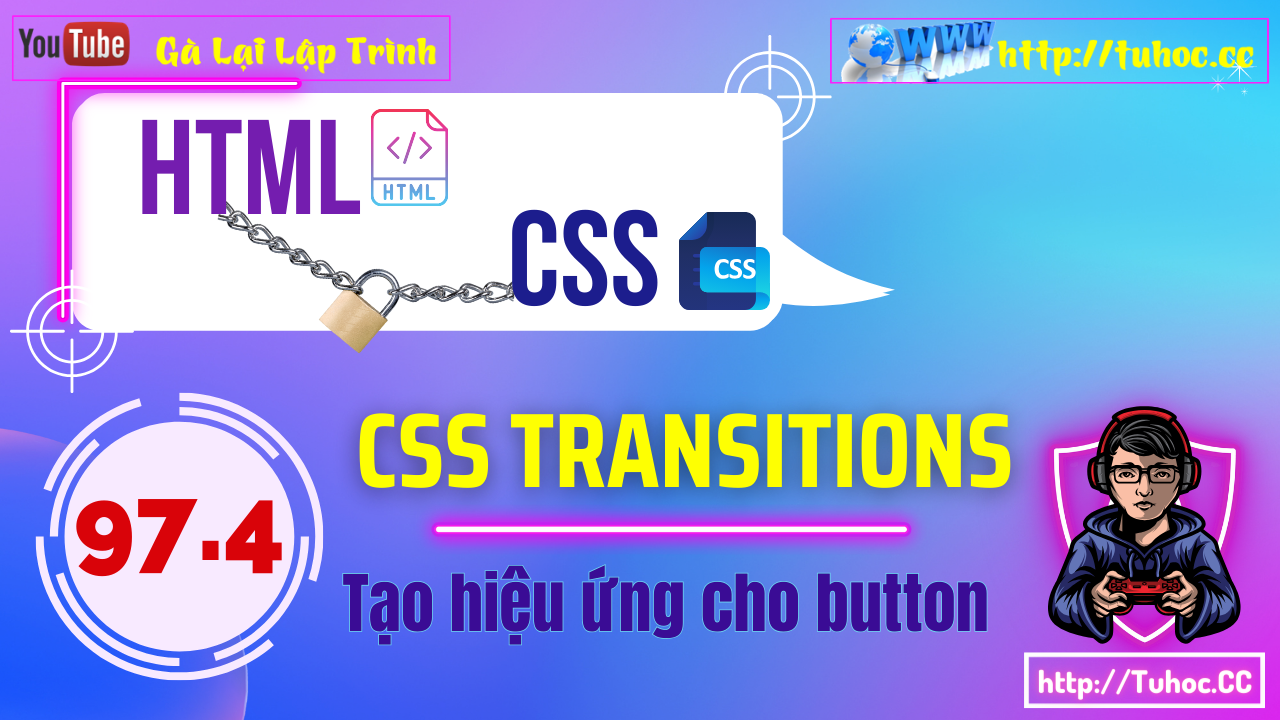 YouTube
Gà Lại Lập Trình
WWW
http://tuhoc.cc
HTML
HTML
CSS
CSS
CSS TRANSITIONS
97.4
Tạo hiệu ứng cho button
http://Tuhoc.CC